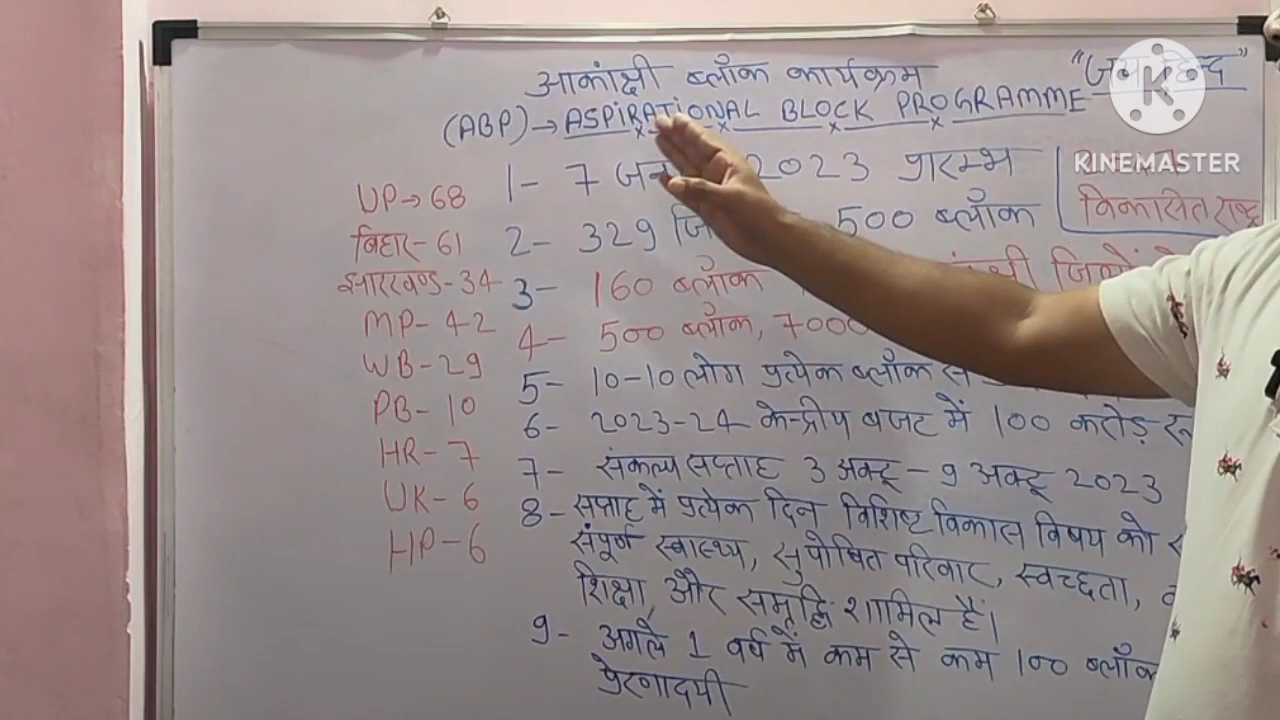 आकांक्षी ब्लॉक कार्यक्रम
(ABP)→ ASPIRATIONAL BLOCK PROGRAMME
KINEMASTER
विकासित राष्ट्र
1- 7 2023 प्रारम्भ
2- 329 500 ब्लॉक
3- 160 ब्लॉक
4- 500 ब्लॉक, 7000
5- 10-10 लोग प्रत्येक ब्लॉक से
6- 2023-24 केन्द्रीय बजट में 100 करोड़
7- संकल्प सप्ताह 3 अक्टू - 9 अक्टू 2023
8- सप्ताह में प्रत्येक दिन विशिष्ट विकास विषय को
संपूर्ण स्वास्थ्य, सुपोषित परिवार, स्वच्छता,
शिक्षा, और समृद्धि शामिल है।
9- अगले 1 वर्ष में कम से कम 100 ब्लॉक
प्रेरणादयी
UP→68
बिहार-61
झारखण्ड-34
MP-42
WB-29
PB-10
HR-7
UK-6
HP-6